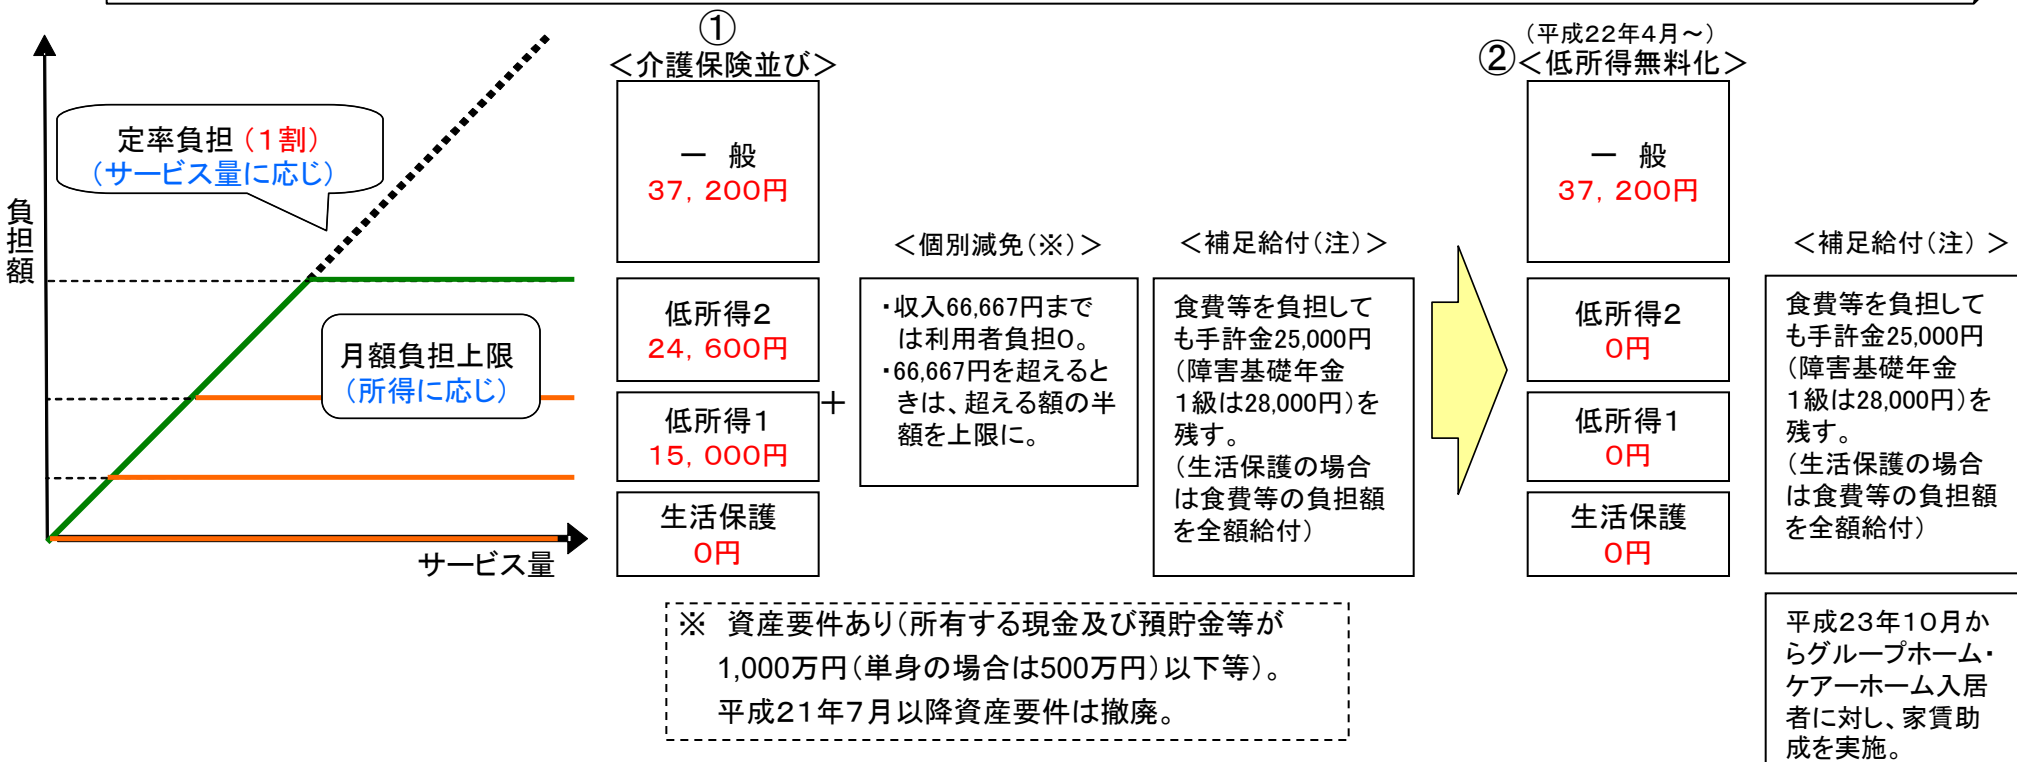 ①
＜介護保険並び＞
(平成22年4月～)
②＜低所得無料化＞
負担額
定率負担（１割）
（サービス量に応じ）
月額負担上限
（所得に応じ）
サービス量
一　般
37,200円
低所得2
24,600円
低所得1
15,000円
生活保護
0円
＋
＜個別減免（※）＞
・収入66,667円まで
は利用者負担0。
・66,667円を超えると
きは、超える額の半
額を上限に。
＜補足給付（注）＞
食費等を負担して
も手許金25,000円
（障害基礎年金
1級は28,000円）を
残す。
（生活保護の場合
は食費等の負担額
を全額給付）
一　般
37,200円
低所得2
0円
低所得1
0円
生活保護
0円
＜補足給付（注）＞
食費等を負担して
も手許金25,000円
（障害基礎年金
1級は28,000円）を
残す。
（生活保護の場合
は食費等の負担額
を全額給付）
※　資産要件あり（所有する現金及び預貯金等が
1,000万円（単身の場合は500万円）以下等）。
平成21年7月以降資産要件は撤廃。
平成23年10月か
らグループホーム・
ケアーホーム入居
者に対し、家賃助
成を実施。